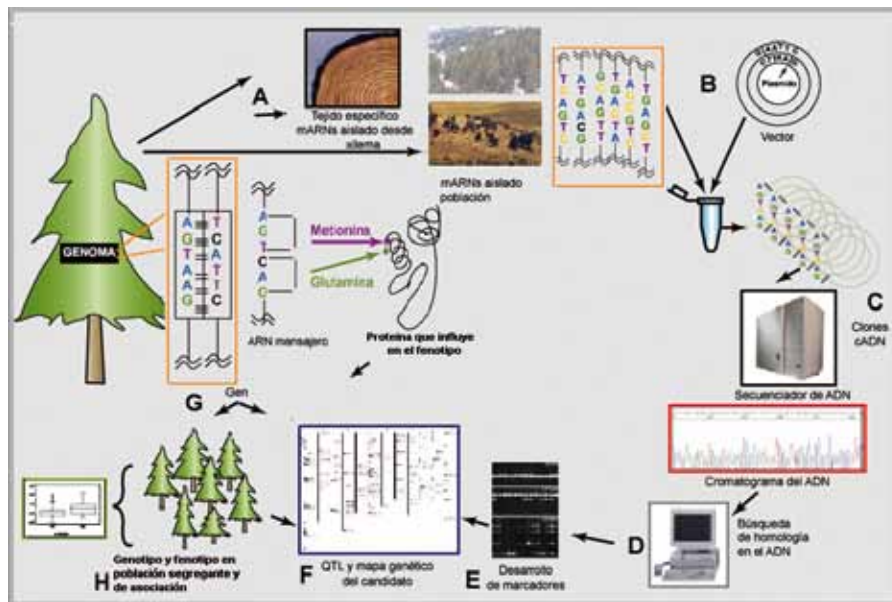 A
Tejido específico
mARNs aislado desde
xilema
mARNs aislado
población
T A G T A T
C T C G C G
A G A A G A
G A G C T G
T C T T A C
C G T A G T
B
Plasmido
Vector
GENOMA
A T
G C
T A
A T
A T
G C
A
G
T
C
A
G
Metionina
Glutamina
ARN mansajero
Proteína que influye
en el fenotipo
C
Clones
cADN
Secuenciador de ADN
Cromatograma del ADN
D
Búsqueda
de homología
en el ADN
E
Desarrollo
de marcadores
F
QTL y mapa genético
del candidato
G
Gen
H
Genotipo y fenotipo en
población segregante y
de asociación